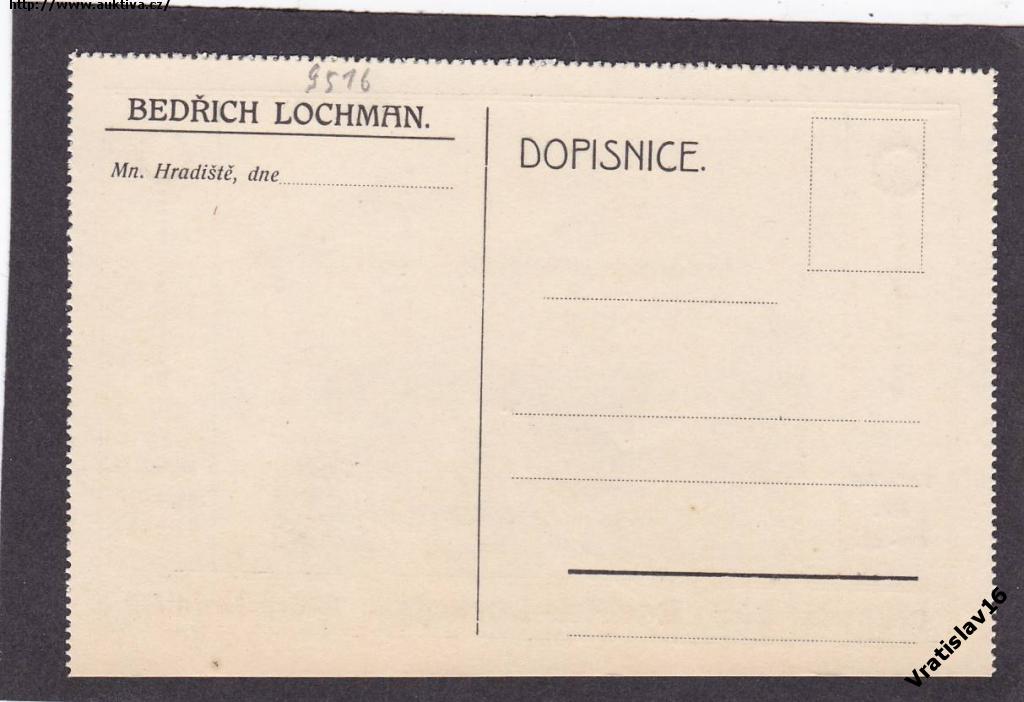 http://www.auktiva.cz/
9516
BEDŘICH LOCHMAN.
Mn. Hradiště, dne
DOPISNICE.
Vratislav16